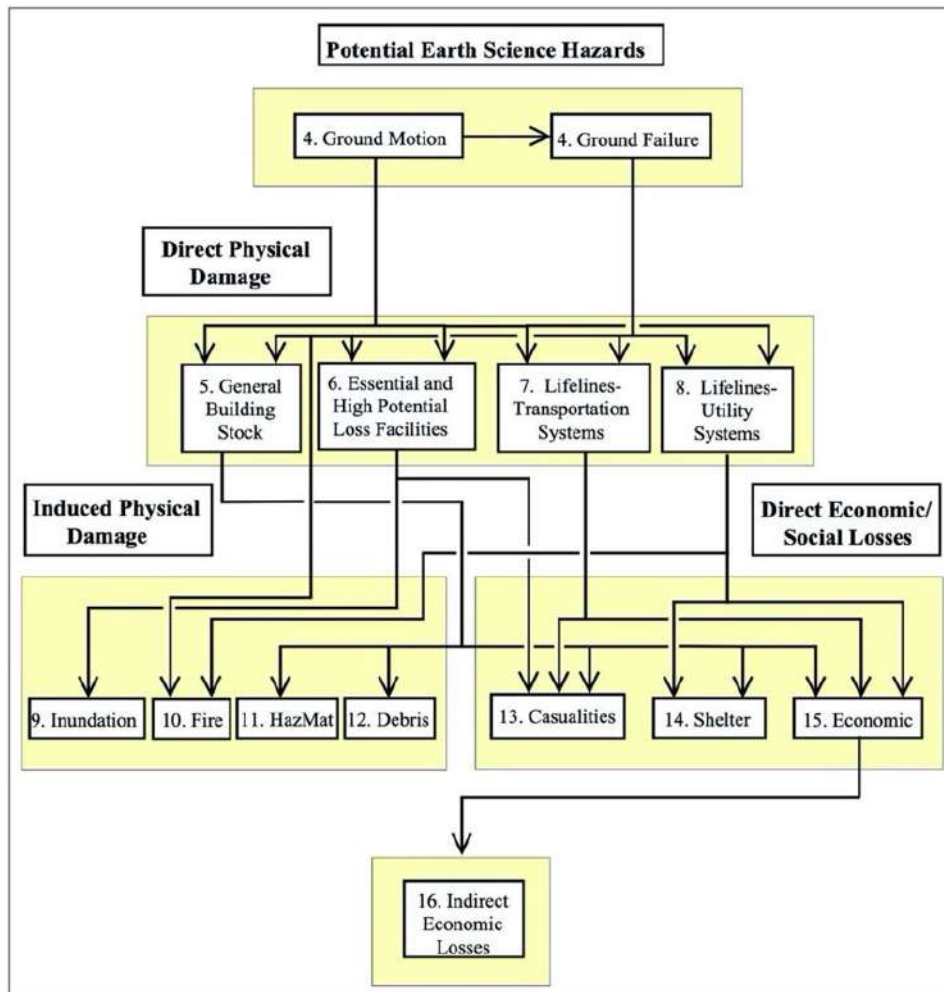 Potential Earth Science Hazards
4. Ground Motion
4. Ground Failure
Direct Physical
Damage
5. General
Building
Stock
6. Essential and
High Potential
Loss Facilities
7. Lifelines-
Transportation
Systems
8. Lifelines-
Utility
Systems
Induced Physical
Damage
Direct Economic/
Social Losses
9. Inundation
10. Fire
11. HazMat
12. Debris
13. Casualities
14. Shelter
15. Economic
16. Indirect
Economic
Losses